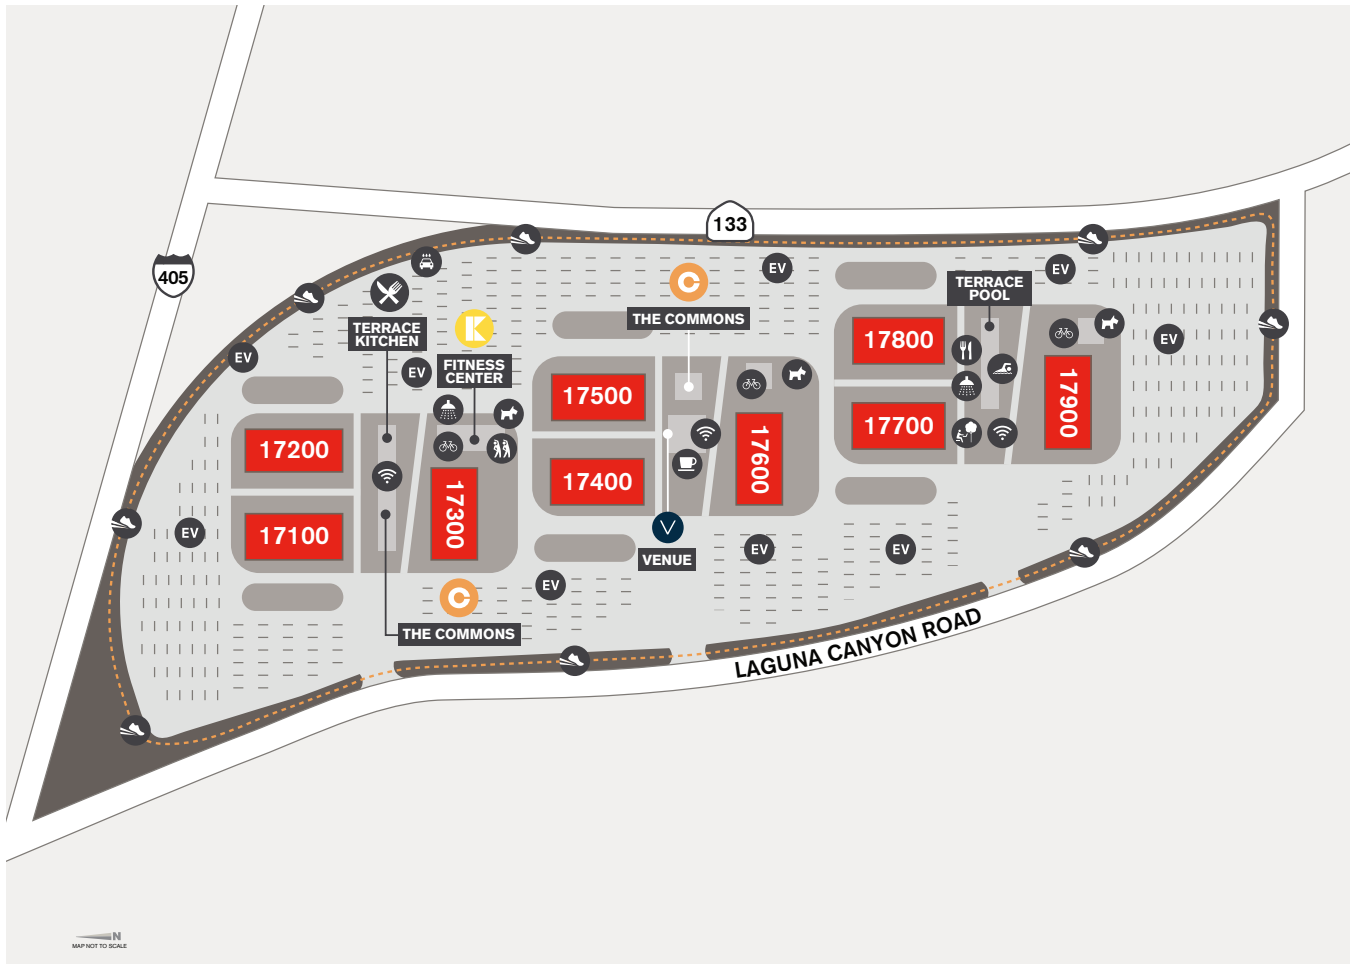 133
405
EV
EV
TERRACE
POOL
THE COMMONS
TERRACE
KITCHEN
17800
EV
EV
FITNESS
CENTER
EV
17500
17900
17700
17200
17600
17400
17300
17100
EV
V
EV
EV
VENUE
EV
THE COMMONS
LAGUNA CANYON ROAD
N
MAP NOT TO SCALE